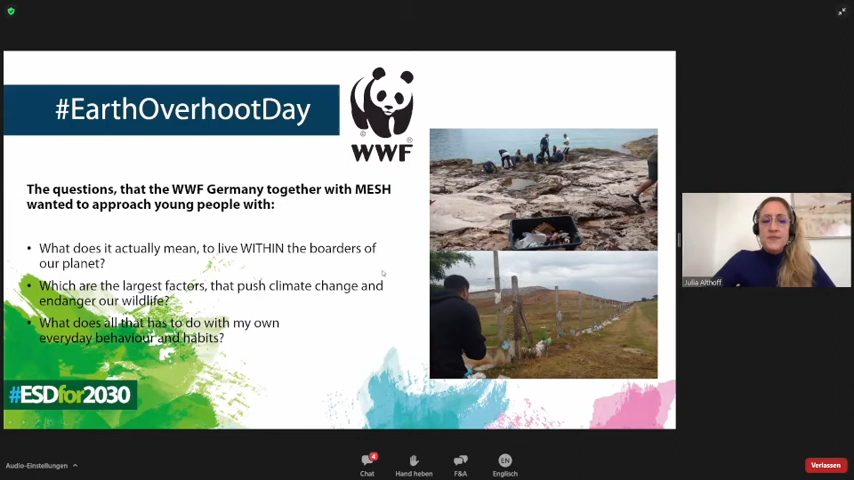 #EarthOverhootDay
WWF
The questions, that the WWF Germany together with MESH
wanted to approach young people with:
• What does it actually mean, to live WITHIN the boarders of
our planet?
• Which are the largest factors, that push climate change and
endanger our wildlife?
• What does all that has to do with my own
everyday behaviour and habits?
#ESDfor2030
Julia Althoff
Audio-Einstellungen
4
Chat
Hand heben
F&A
EN
Englisch
Verlassen